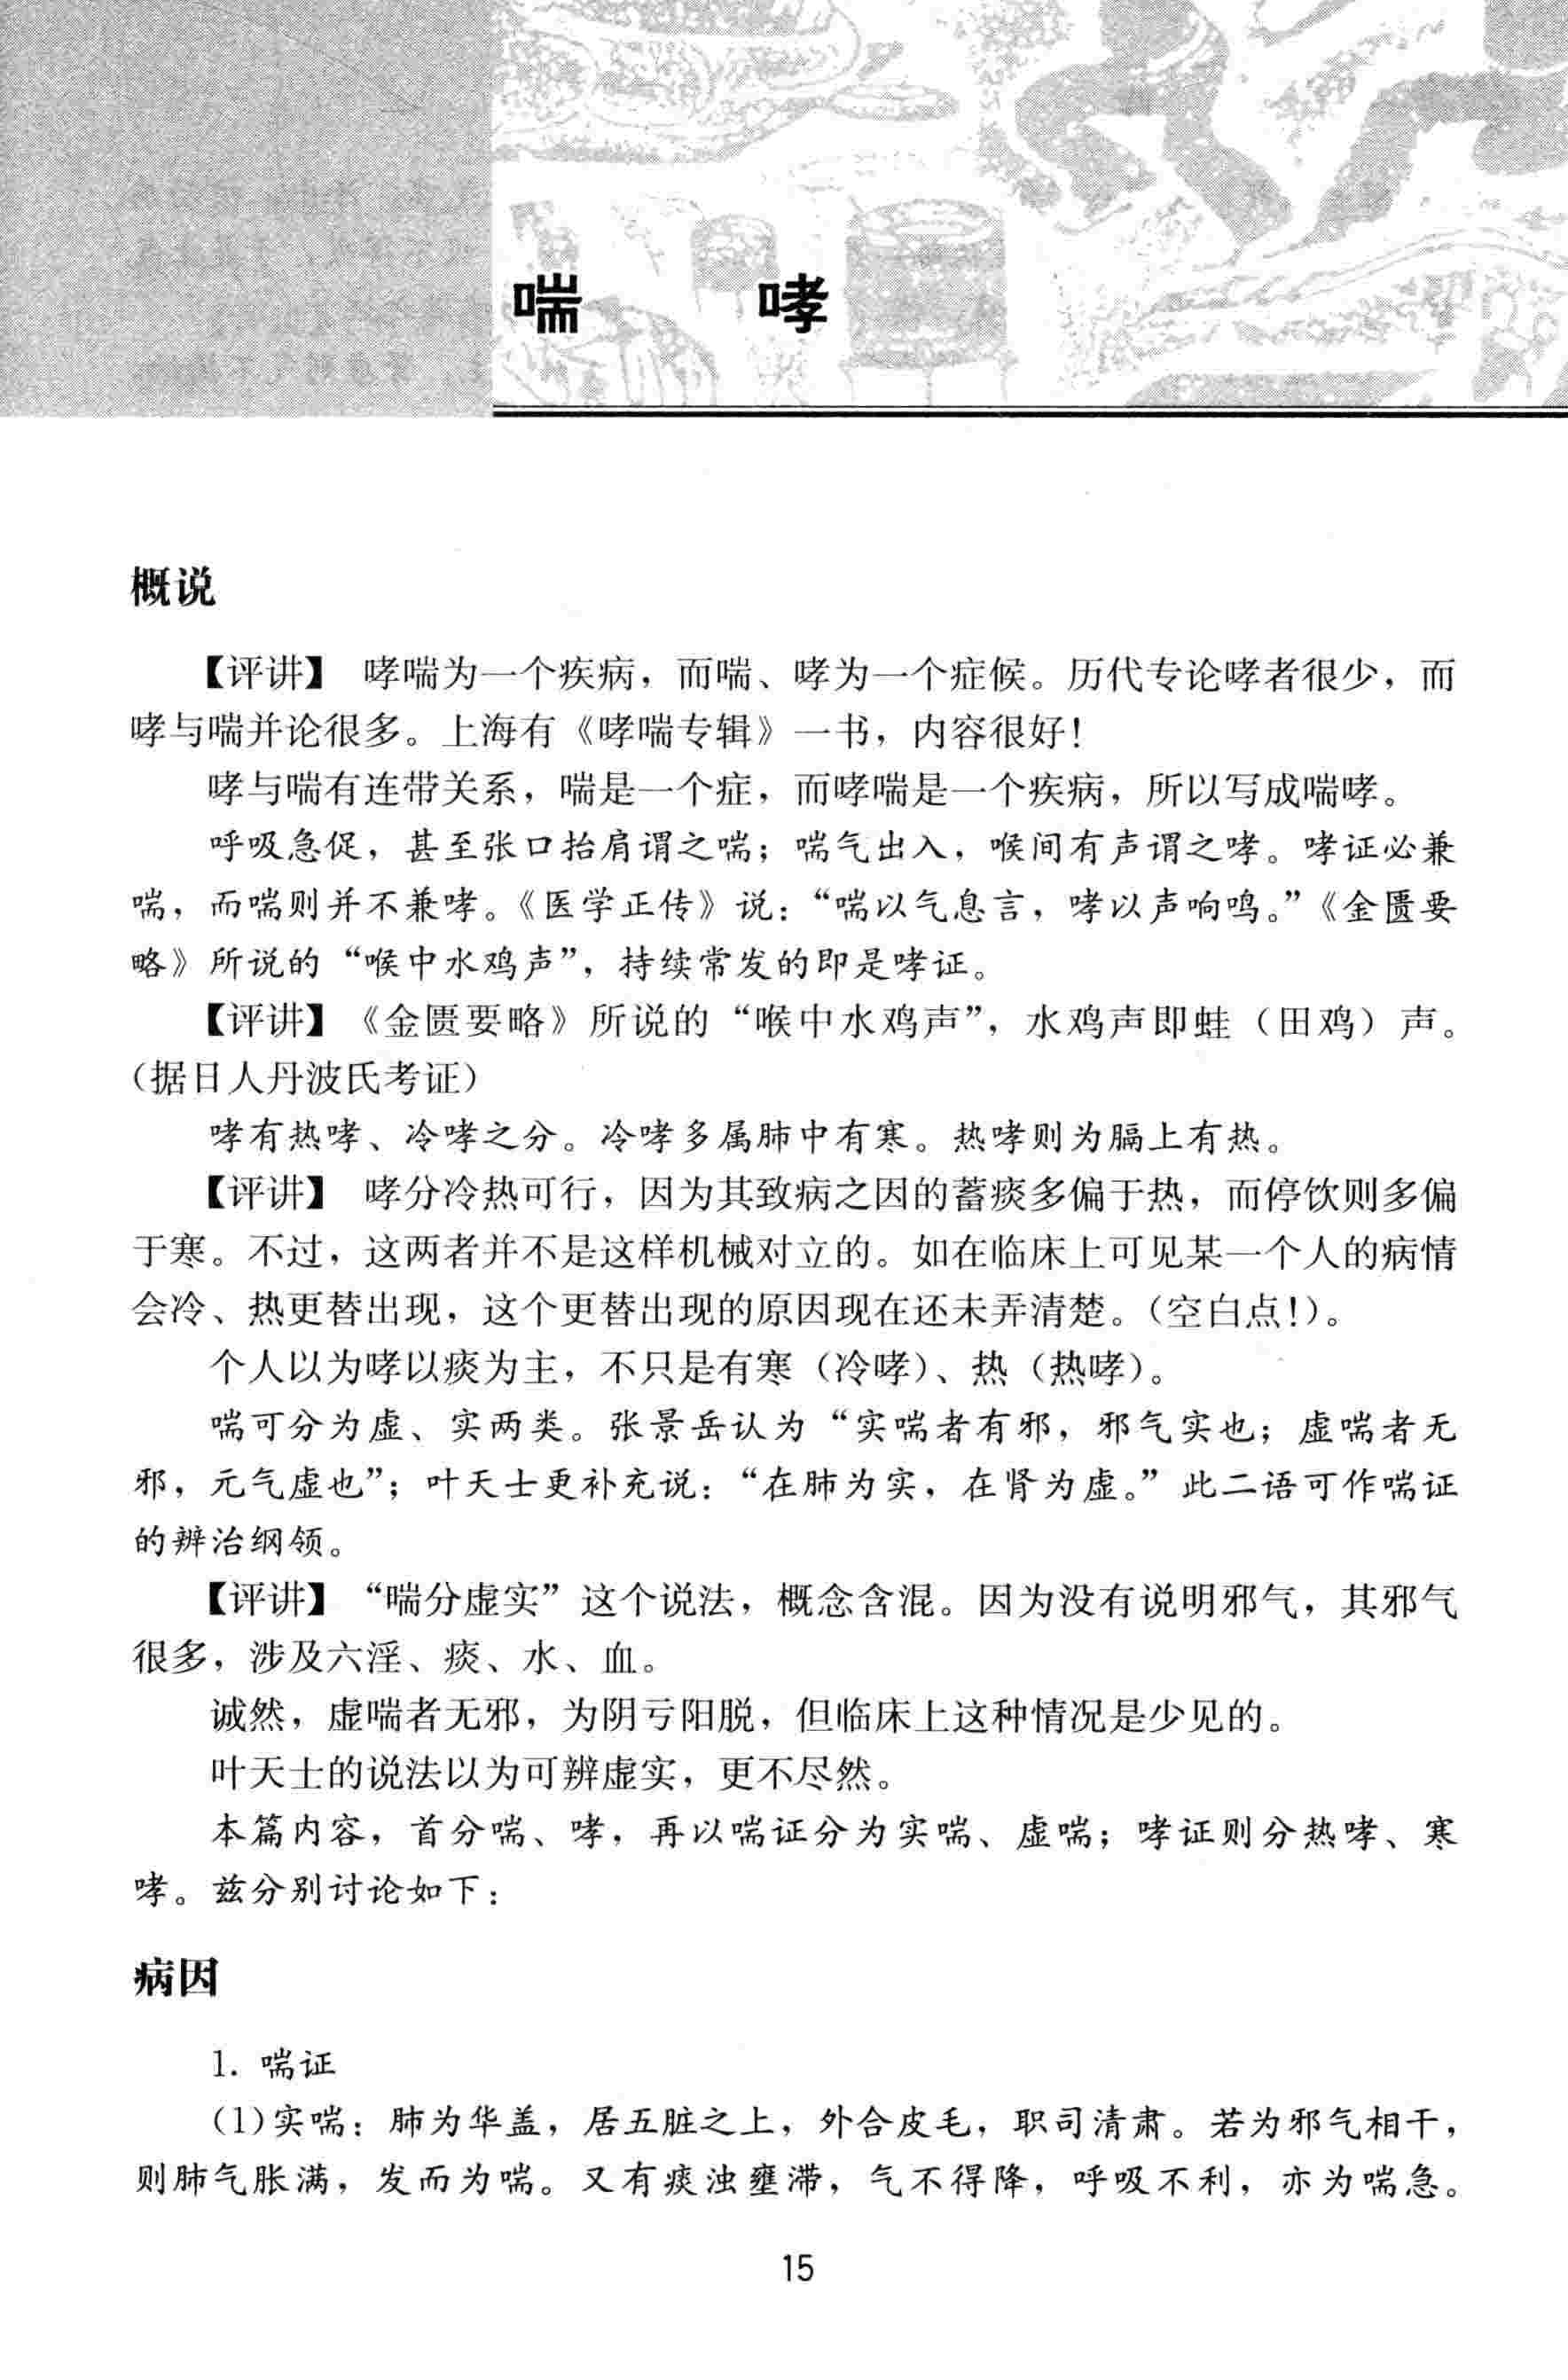 喘 哮
概说
【评讲】 哮喘为一个疾病，而喘、哮为一个症候。历代专论哮者很少，而
哮与喘并论很多。上海有《哮喘专辑》一书，内容很好！
哮与喘有连带关系，喘是一个症，而哮喘是一个疾病，所以写成喘哮。
呼吸急促，甚至张口抬肩谓之喘；喘气出入，喉间有声谓之哮。哮证必兼
喘，而喘则并不兼哮。《医学正传》说：“喘以气息言，哮以声响鸣。”《金匮要
略》所说的“喉中水鸡声”，持续常发的即是哮证。
【评讲】《金匮要略》所说的“喉中水鸡声”，水鸡声即蛙（田鸡）声。
（据日人丹波氏考证）
哮有热哮、冷哮之分。冷哮多属肺中有寒。热哮则为膈上有热。
【评讲】 哮分冷热可行，因为其致病之因的蓄痰多偏于热，而停饮则多偏
于寒。不过，这两者并不是这样机械对立的。如在临床上可见某一个人的病情
会冷、热更替出现，这个更替出现的原因现在还未弄清楚。（空白点！）。
个人以为哮以痰为主，不只是有寒（冷哮）、热（热哮）。
喘可分为虚、实两类。张景岳认为“实喘者有邪，邪气实也；虚喘者无
邪，元气虚也”；叶天士更补充说：“在肺为实，在肾为虚。”此二语可作喘证
的辨治纲领。
【评讲】“喘分虚实”这个说法，概念含混。因为没有说明邪气，其邪气
很多，涉及六淫、痰、水、血。
诚然，虚喘者无邪，为阴亏阳脱，但临床上这种情况是少见的。
叶天士的说法以为可辨虚实，更不尽然。
本篇内容，首分喘、哮，再以喘证分为实喘、虚喘；哮证则分热哮、寒
哮。兹分别讨论如下：
病因
1. 喘证
（1）实喘：肺为华盖，居五脏之上，外合皮毛，职司清肃。若为邪气相干，
则肺气胀满，发而为喘。又有痰浊壅滞，气不得降，呼吸不利，亦为喘急。
15